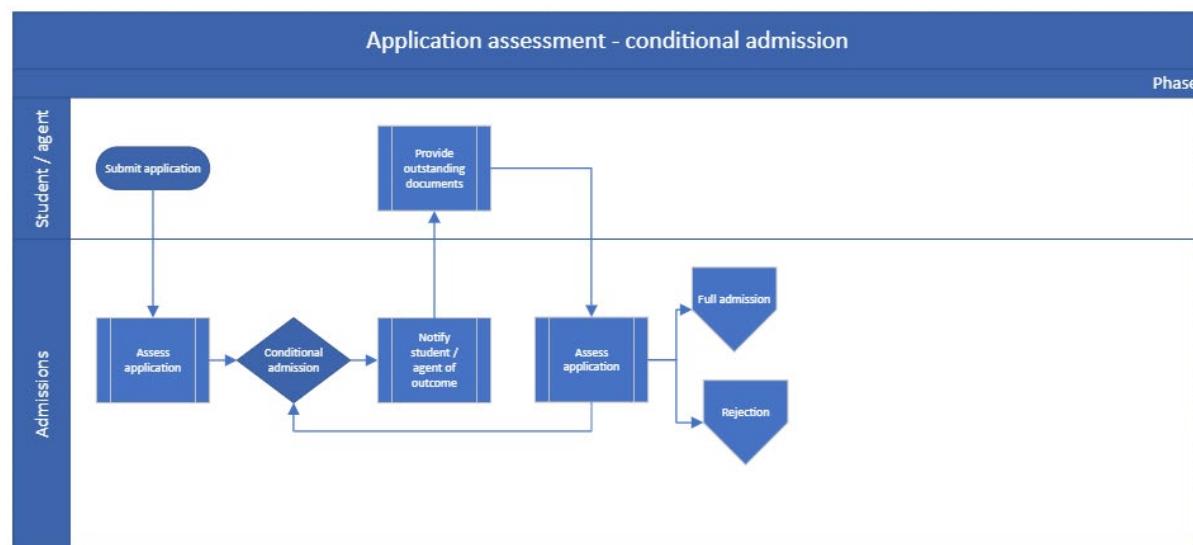 Application assessment - conditional admission
Phase
Student / agent
Submit application
Provide
outstanding
documents
Admissions
Assess
application
Conditional
admission
Notify
student /
agent of
outcome
Assess
application
Full admission
Rejection